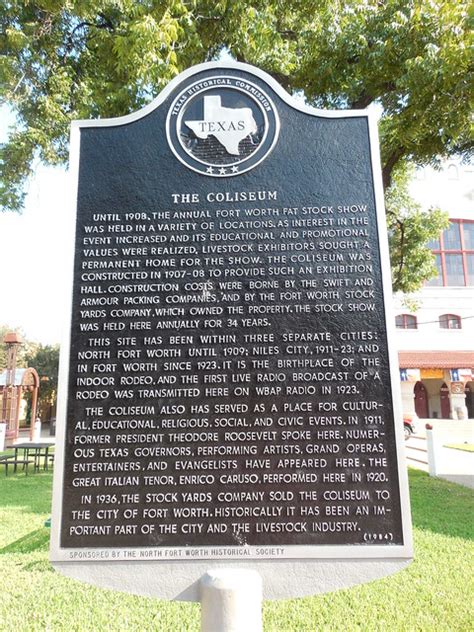 TEXAS HISTORICAL COMMISSION
TEXAS
THE COLISEUM
UNTIL 1908, THE ANNUAL FORT WORTH FAT STOCK SHOW
WAS HELD IN A VARIETY OF LOCATIONS. AS INTEREST IN THE
EVENT INCREASED AND ITS EDUCATIONAL AND PROMOTIONAL
VALUES WERE REALIZED, LIVESTOCK EXHIBITORS SOUGHT A
PERMANENT HOME FOR THE SHOW. THE COLISEUM WAS
CONSTRUCTED IN 1907-08 TO PROVIDE SUCH AN EXHIBITION
HALL. CONSTRUCTION COSTS WERE BORNE BY THE SWIFT AND
ARMOUR PACKING COMPANIES, AND BY THE FORT WORTH STOCK
YARDS COMPANY, WHICH OWNED THE PROPERTY. THE STOCK SHOW
WAS HELD HERE ANNUALLY FOR 34 YEARS.
THIS SITE HAS BEEN WITHIN THREE SEPARATE CITIES:
NORTH FORT WORTH UNTIL 1909; NILES CITY, 1911-23; AND
IN FORT WORTH SINCE 1923. IT IS THE BIRTHPLACE OF THE
INDOOR RODEO, AND THE FIRST LIVE RADIO BROADCAST OF A
RODEO WAS TRANSMITTED HERE ON WBAP RADIO IN 1923.
THE COLISEUM ALSO HAS SERVED AS A PLACE FOR CULTUR-
AL, EDUCATIONAL, RELIGIOUS, SOCIAL, AND CIVIC EVENTS. IN 1911,
FORMER PRESIDENT THEODORE ROOSEVELT SPOKE HERE. NUMER-
OUS TEXAS GOVERNORS, PERFORMING ARTISTS, GRAND OPERAS,
ENTERTAINERS, AND EVANGELISTS HAVE APPEARED HERE. THE
GREAT ITALIAN TENOR, ENRICO CARUSO, PERFORMED HERE IN 1920.
IN 1936, THE STOCK YARDS COMPANY SOLD THE COLISEUM TO
THE CITY OF FORT WORTH. HISTORICALLY IT HAS BEEN AN IM-
PORTANT PART OF THE CITY AND THE LIVESTOCK INDUSTRY.
(1984)
SPONSORED BY THE NORTH FORT WORTH HISTORICAL SOCIETY